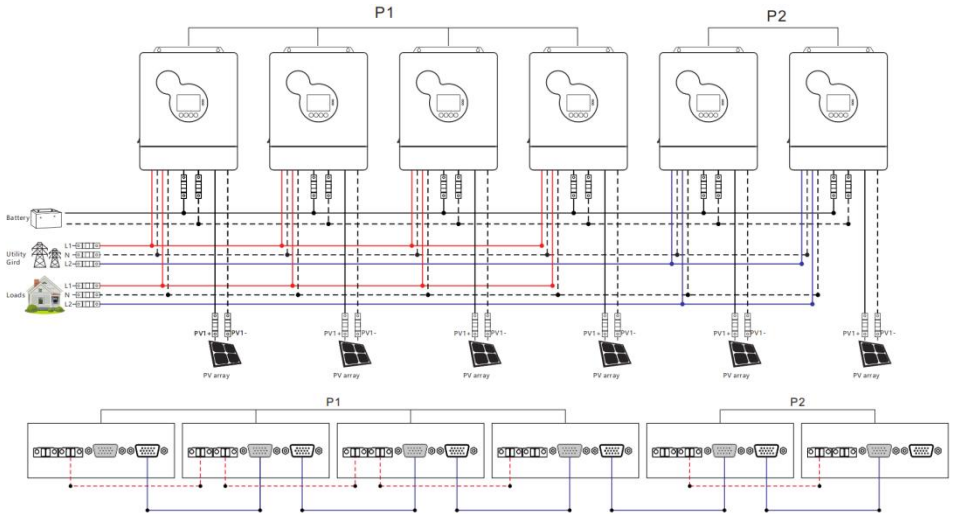 P1 P2
Battery
L1
Utility N
Gird L2
L1
Loads N
L2
PV1+ PV1- PV1+ PV1- PV1+ PV1- PV1+ PV1- PV1+ PV1- PV1+ PV1-
PV array PV array PV array PV array PV array PV array
P1 P2